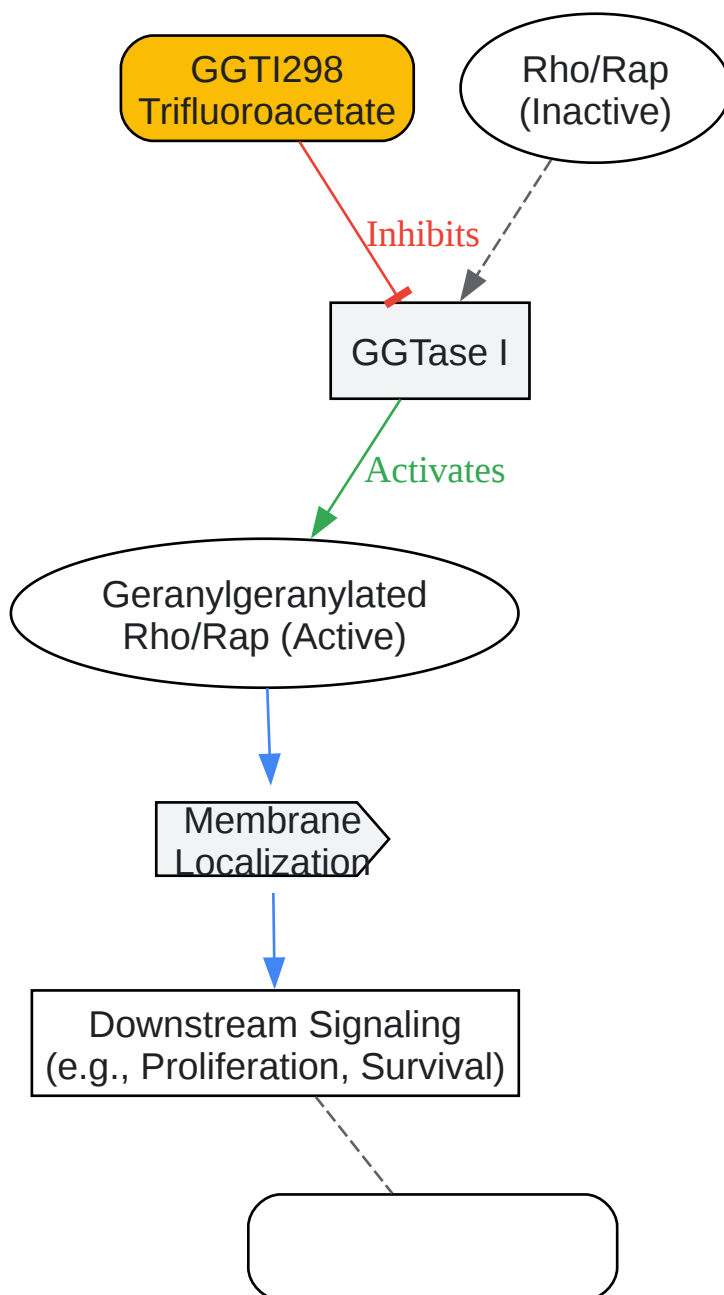 GGTI298
Trifluoroacetate
Rho/Rap
(Inactive)
Inhibits
GGTase I
Activates
Geranylgeranylated
Rho/Rap (Active)
Membrane
Localization
Downstream Signaling
(e.g., Proliferation, Survival)